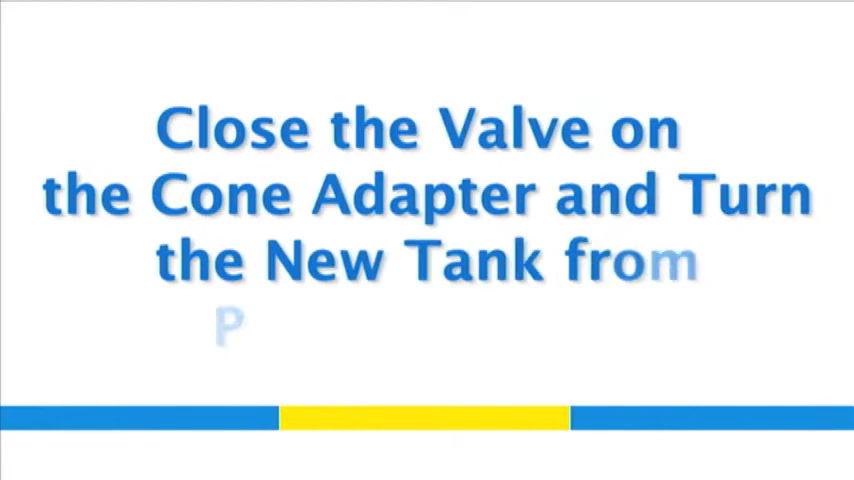 Close the Valve on
the Cone Adapter and Turn
the New Tank from
P